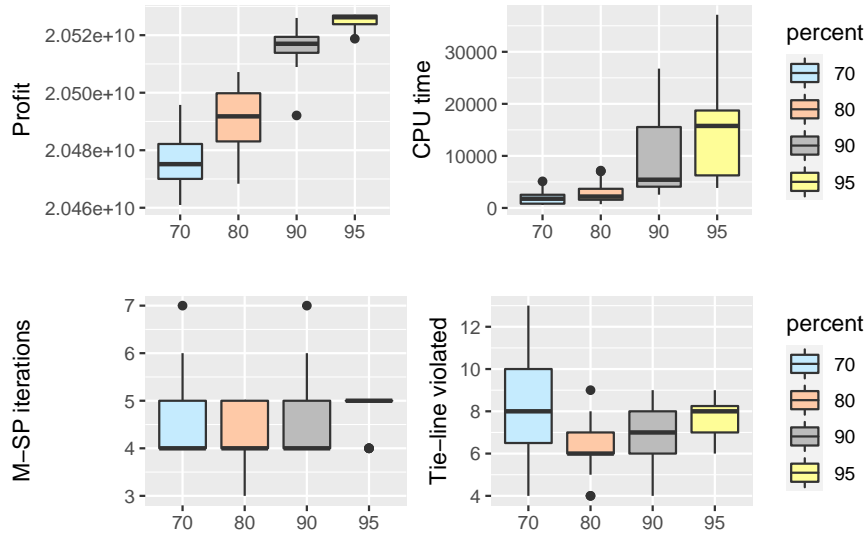 Profit
2.052e+10
2.050e+10
2.048e+10
2.046e+10
70 80 90 95
CPU time
30000
20000
10000
0
70 80 90 95
percent
70
80
90
95
M−SP iterations
7
6
5
4
3
70 80 90 95
Tie−line violated
12
10
8
6
4
70 80 90 95
percent
70
80
90
95